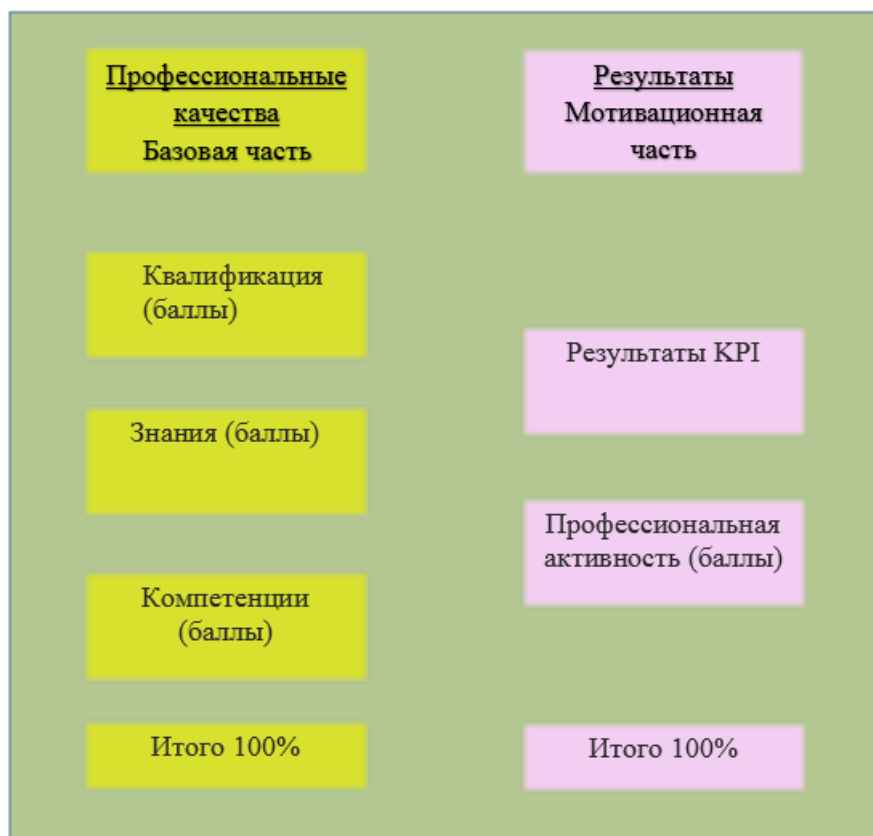 Профессиональные
качества
Базовая часть
Квалификация
(баллы)
Знания (баллы)
Компетенции
(баллы)
Итого 100%
Результаты
Мотивационная
часть
Результаты KPI
Профессиональная
активность (баллы)
Итого 100%